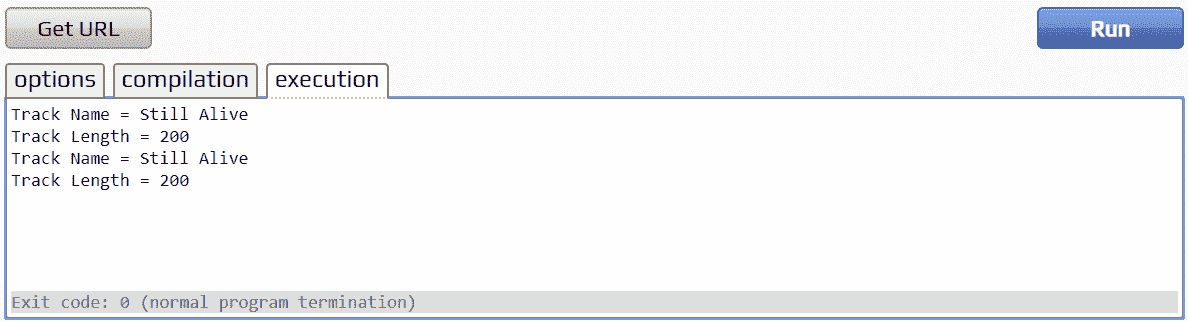 Get URL
Run
options
compilation
execution
Track Name = Still Alive
Track Length = 200
Track Name = Still Alive
Track Length = 200
Exit code: 0 (normal program termination)